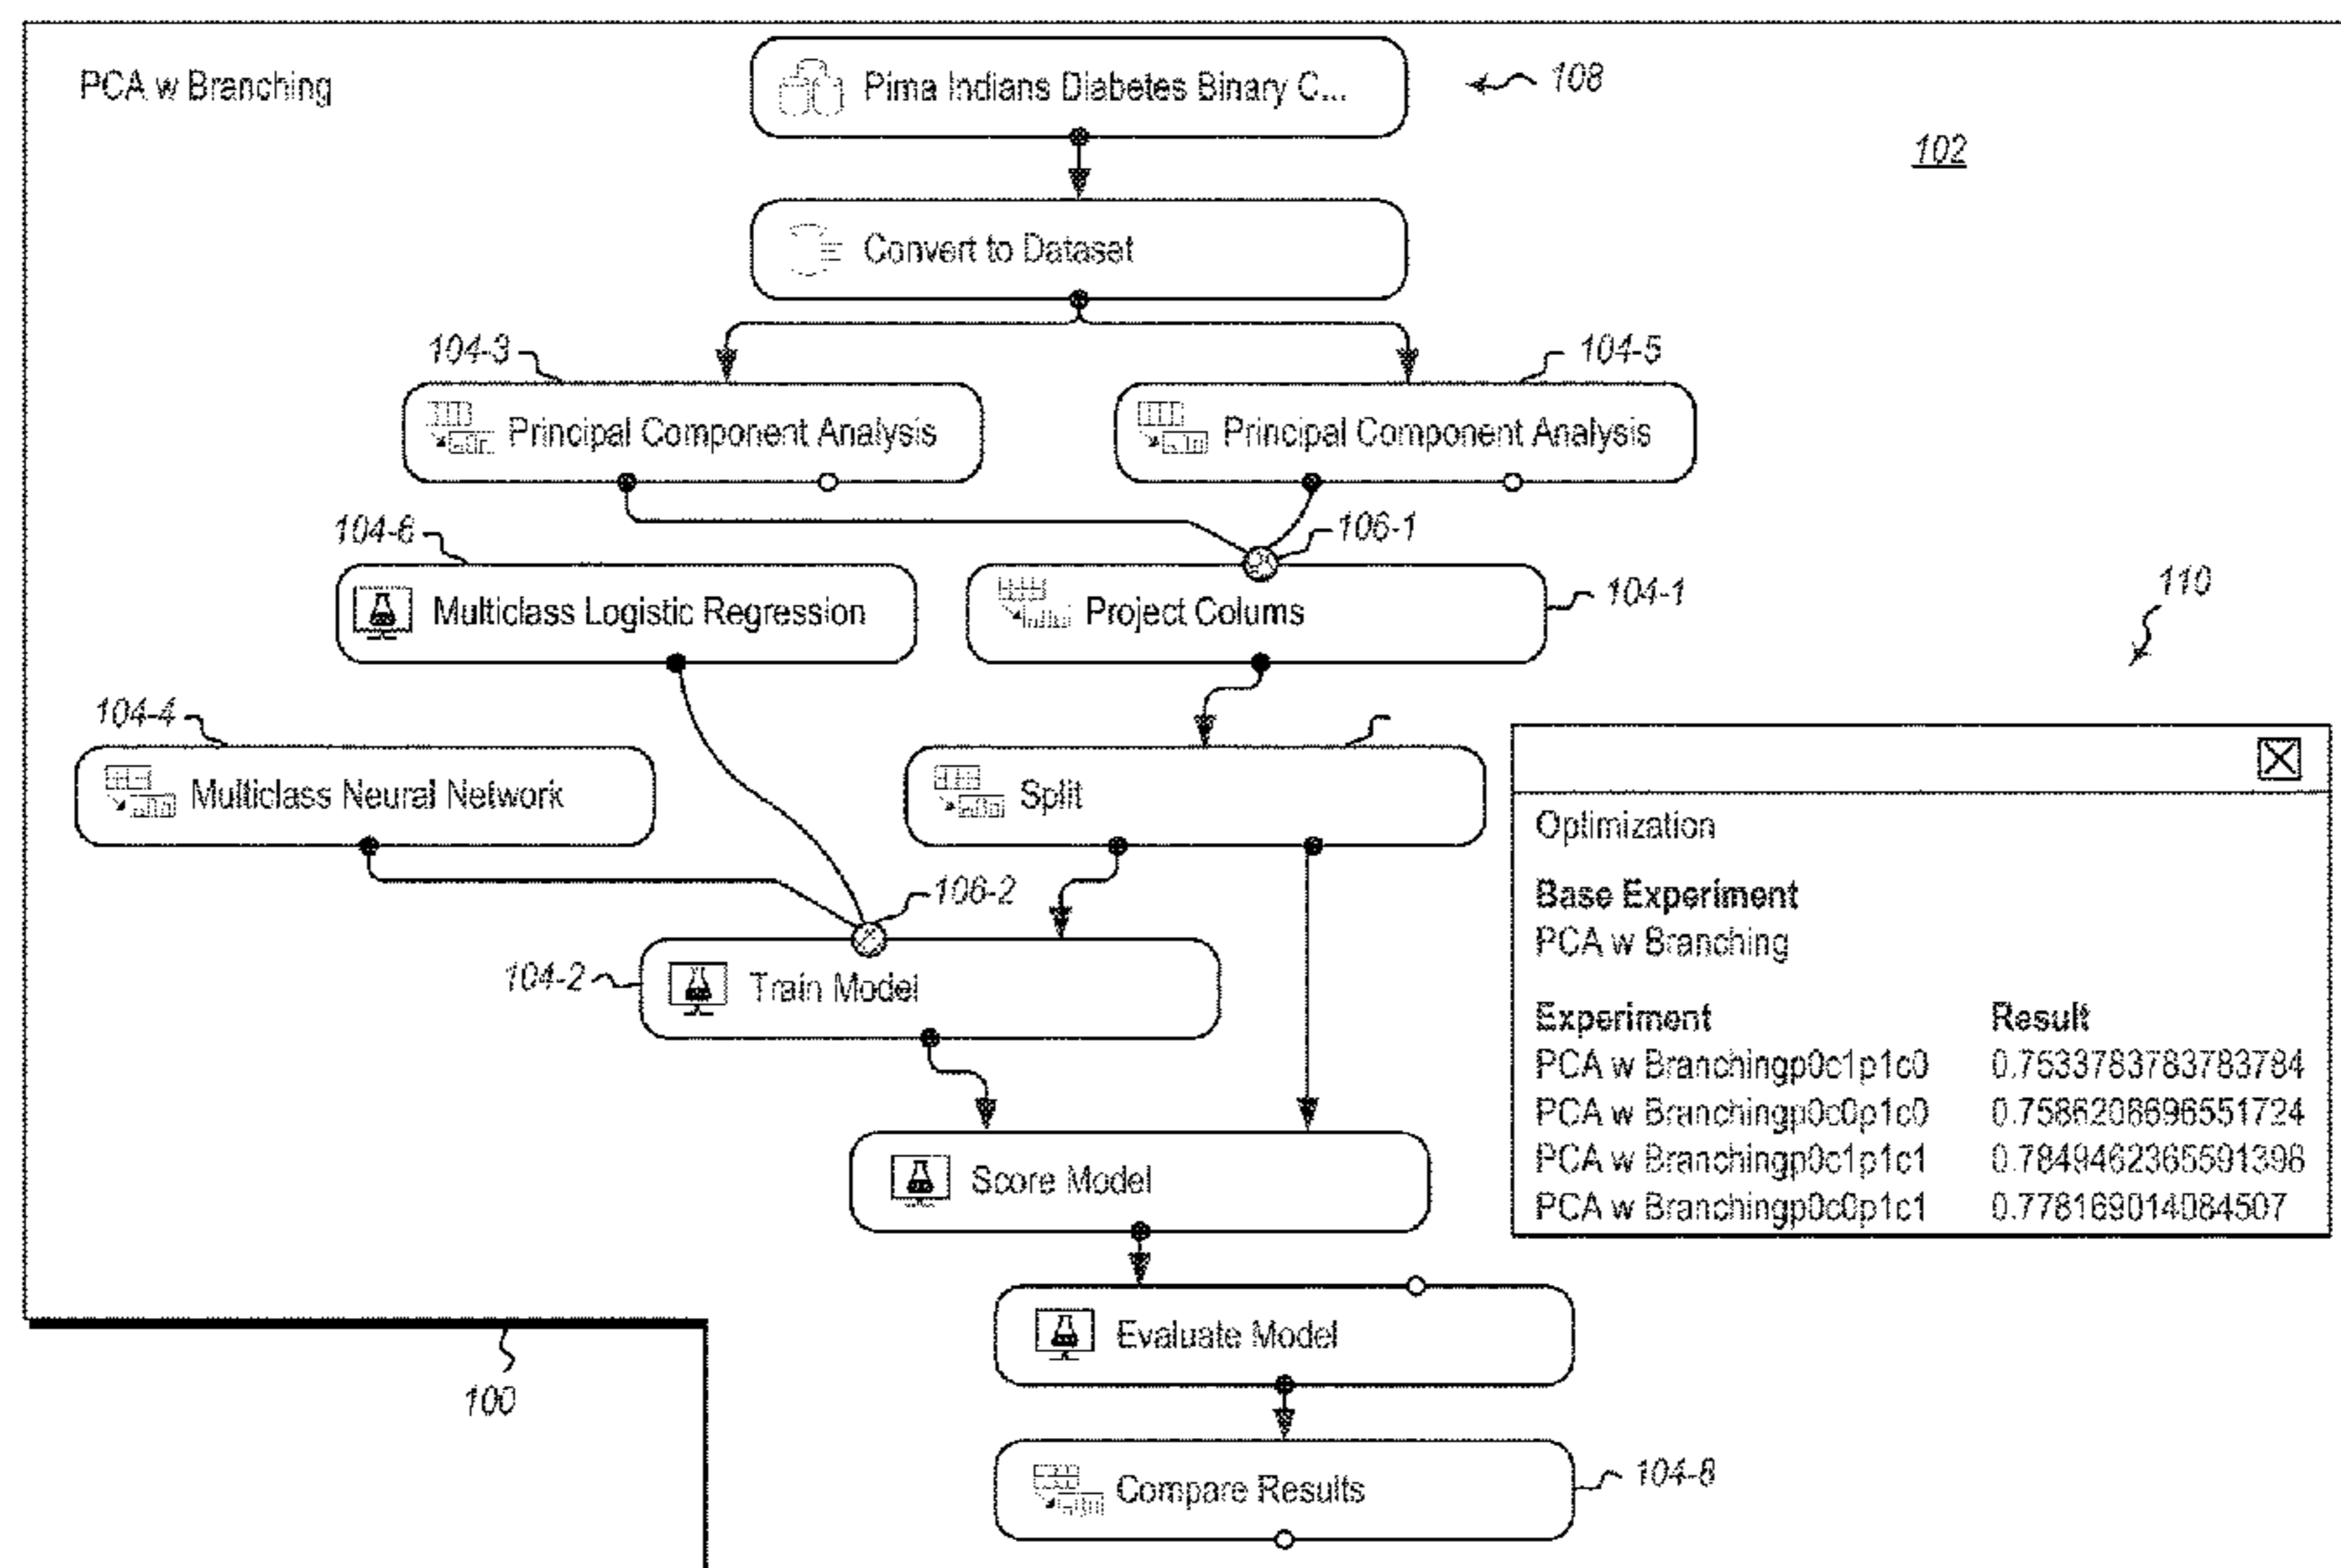 PCA w Branching
Pima Indians Diabetes Binary C...
108
102
Convert to Dataset
104-3
104-5
Principal Component Analysis
Principal Component Analysis
104-6
106-1
Multiclass Logistic Regression
Project Colums
104-1
110
104-4
Multiclass Neural Network
Split
Optimization
106-2
Base Experiment
PCA w Branching
104-2
Train Model
Experiment Result
PCA w Branchingp0c1p1c0 0.7533783783783784
PCA w Branchingp0c0p1c0 0.7586206896551724
PCA w Branchingp0c1p1c1 0.7849462365591398
PCA w Branchingp0c0p1c1 0.778169014084507
Score Model
Evaluate Model
100
Compare Results
104-8